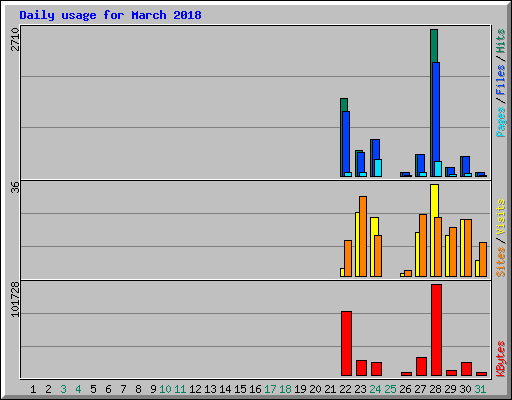 Daily usage for March 2018
2710
Pages / Files / Hits
36
Sites / Visits
101728
KBytes
1 2 3 4 5 6 7 8 9 10 11 12 13 14 15 16 17 18 19 20 21 22 23 24 25 26 27 28 29 30 31